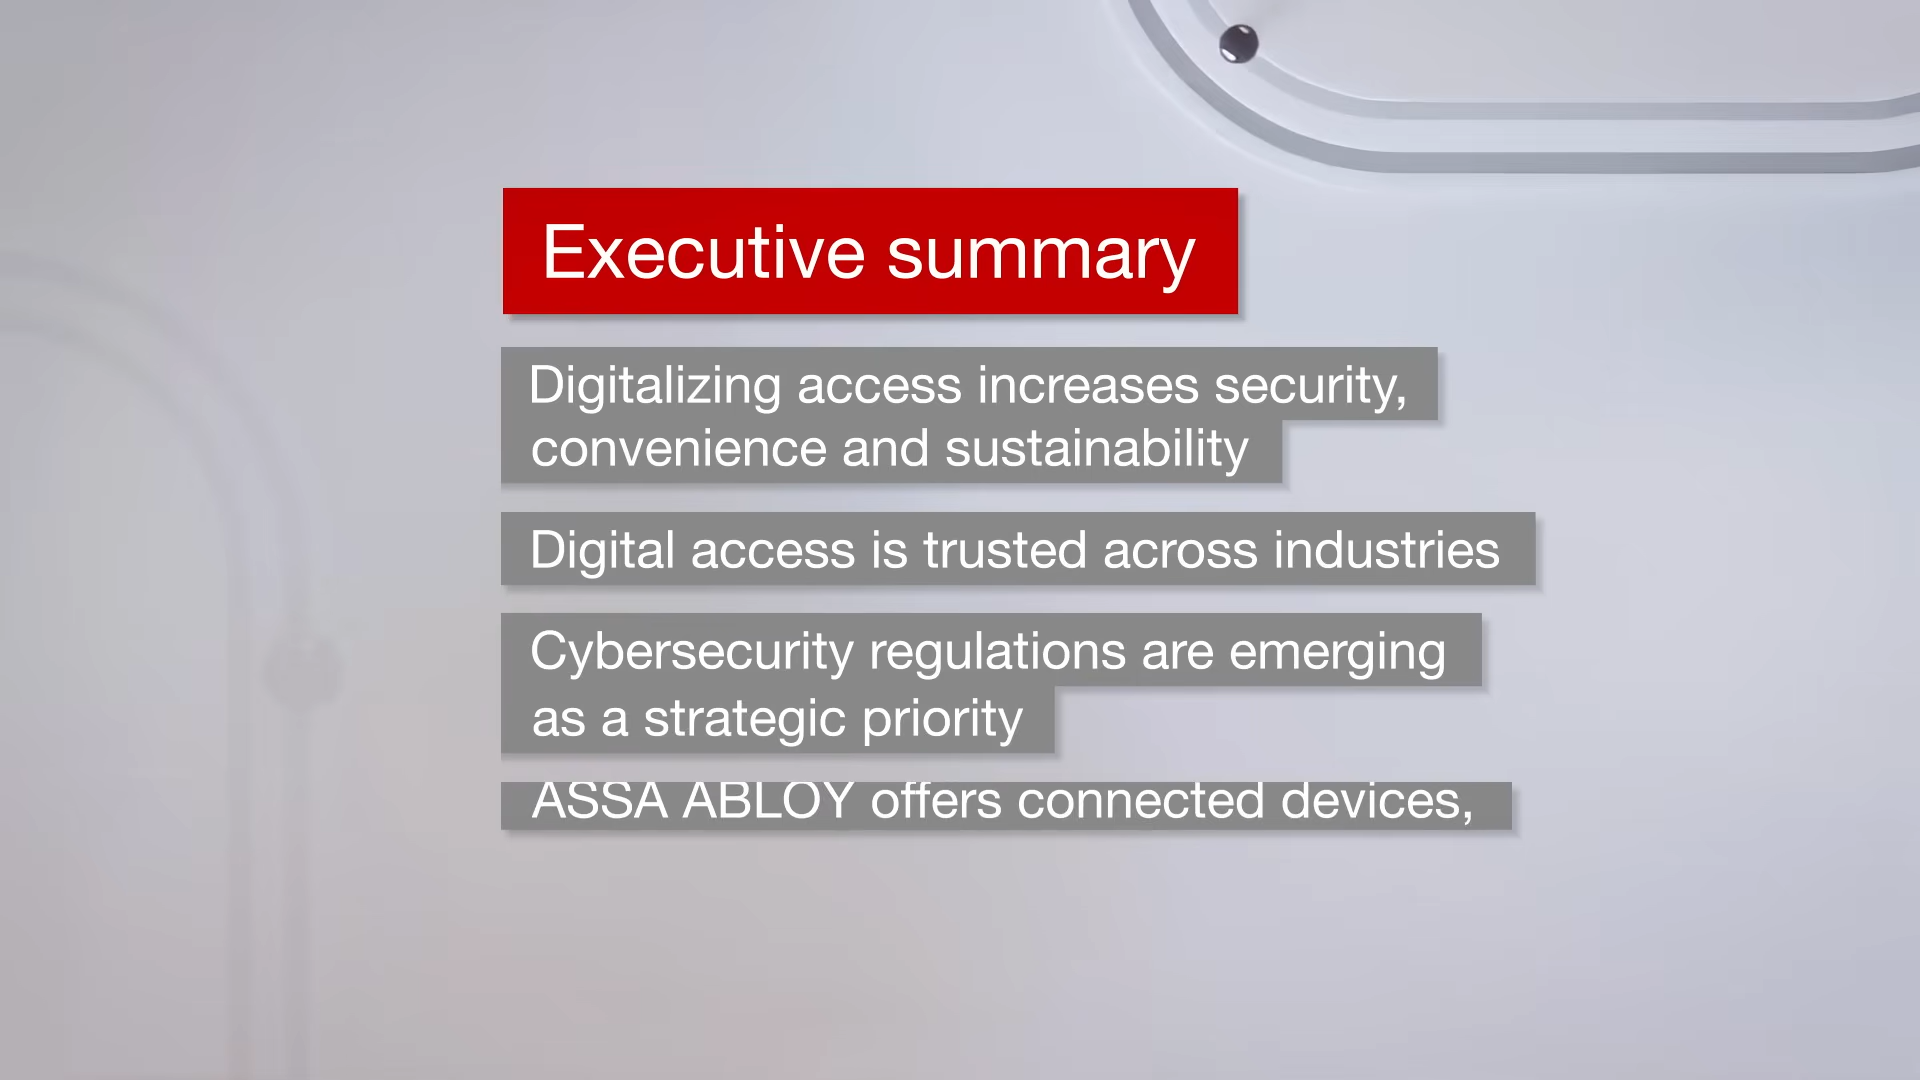 Executive summary
Digitalizing access increases security,
convenience and sustainability
Digital access is trusted across industries
Cybersecurity regulations are emerging
as a strategic priority
ASSA ABLOY offers connected devices,